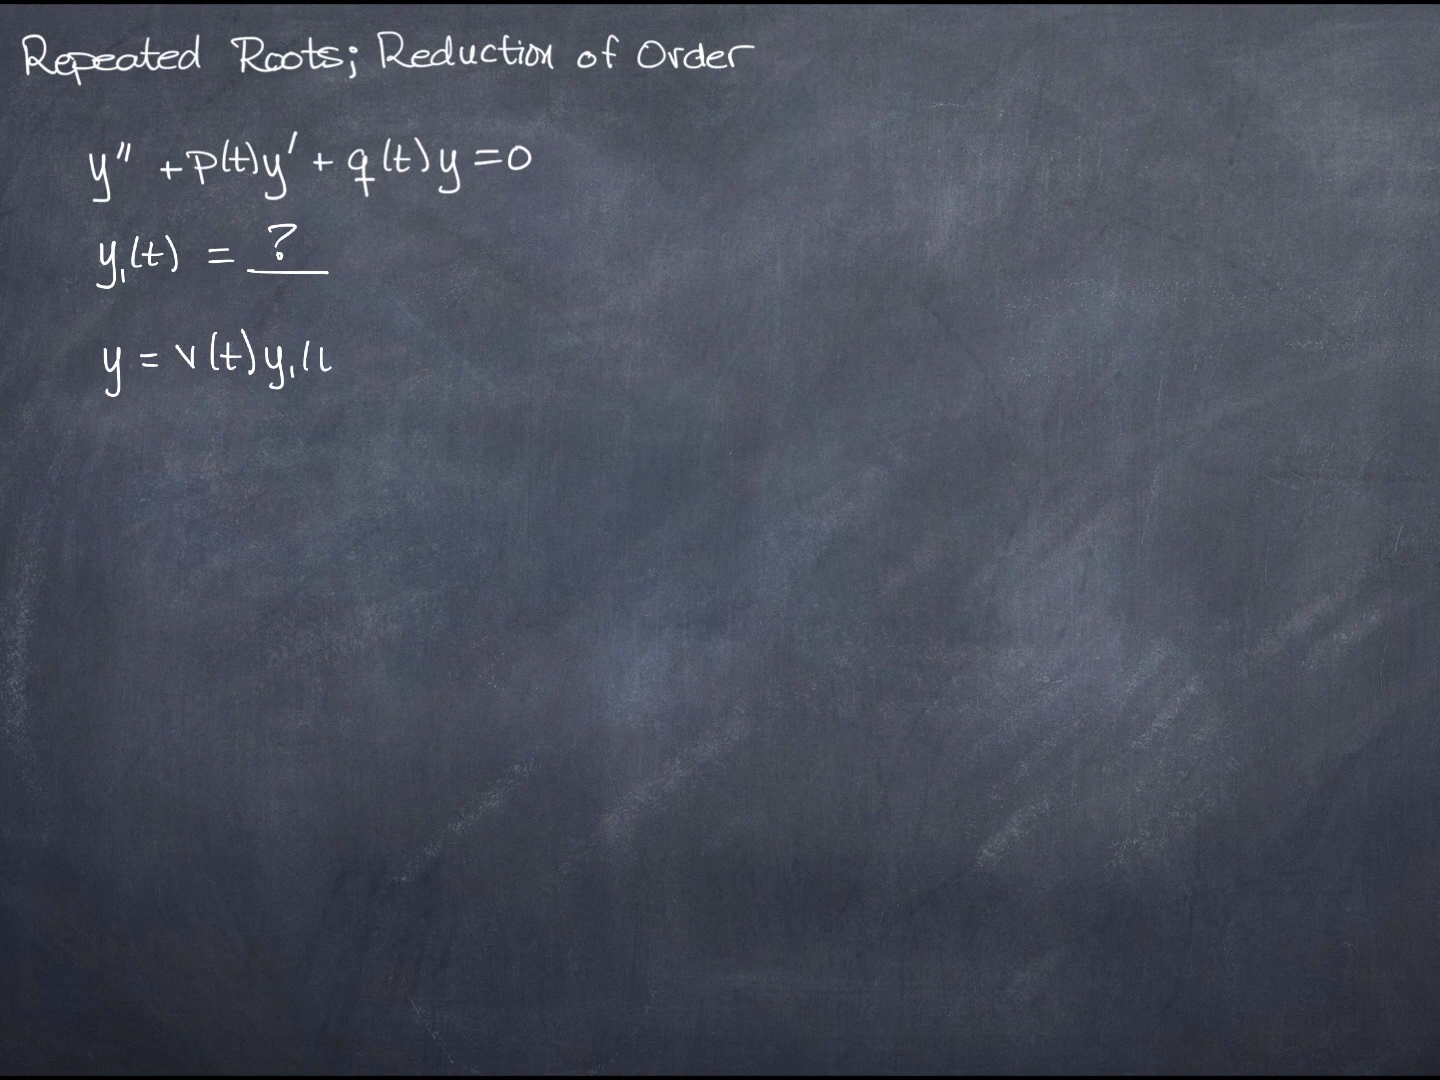 Repeated Roots; Reduction of Order
y'' + p(t)y' + q(t)y = 0
y₁(t) = ?
y = v(t)y₁(